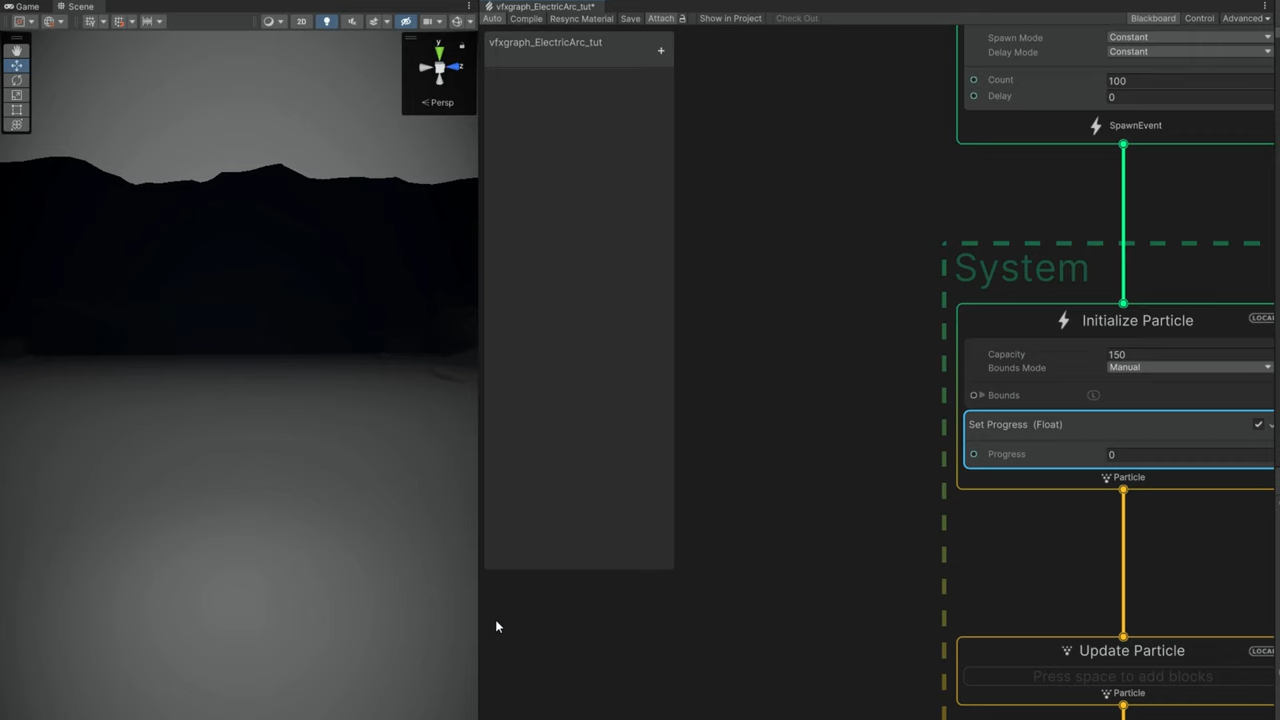 Game
Scene
vfxgraph_ElectricArc_tut*
2D
Auto
Compile
Resync Material
Save
Attach
Show in Project
Check Out
Blackboard
Control
Advanced
y
z
Persp
vfxgraph_ElectricArc_tut
+
Spawn Mode
Constant
Delay Mode
Constant
Count
100
Delay
0
SpawnEvent
System
Initialize Particle
LOCA
Capacity
150
Bounds Mode
Manual
Bounds
L
Set Progress (Float)
Progress
0
Particle
Update Particle
LOCA
Press space to add blocks
Particle